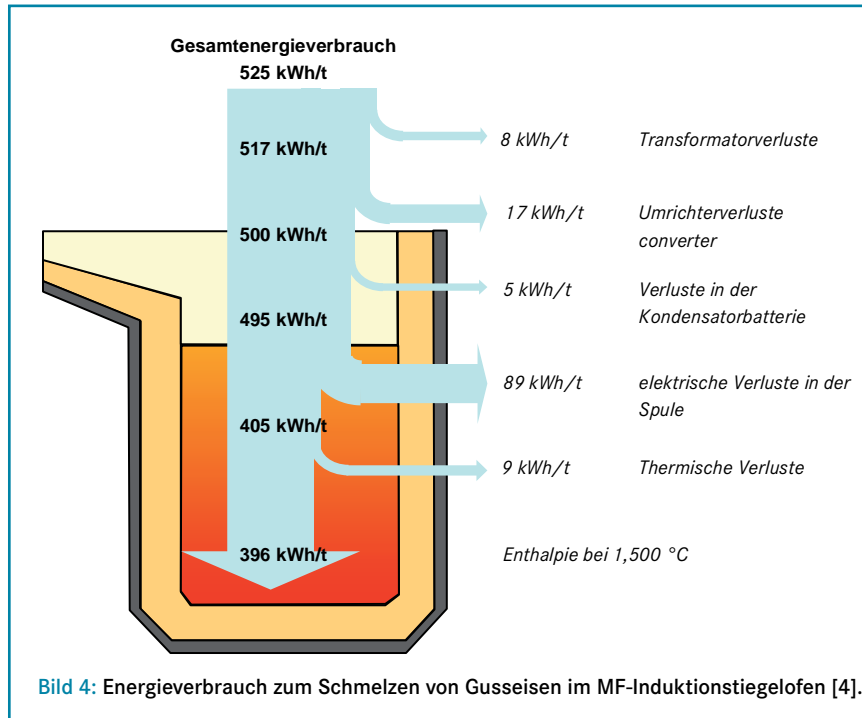 Gesamtenergieverbrauch
525 kWh/t
8 kWh/t Transformatorverluste
517 kWh/t
17 kWh/t Umrichterverluste
converter
500 kWh/t
5 kWh/t Verluste in der
Kondensatorbatterie
495 kWh/t
89 kWh/t elektrische Verluste in der
Spule
405 kWh/t
9 kWh/t Thermische Verluste
396 kWh/t Enthalpie bei 1,500 °C
Bild 4: Energieverbrauch zum Schmelzen von Gusseisen im MF-Induktionstiegelofen [4].